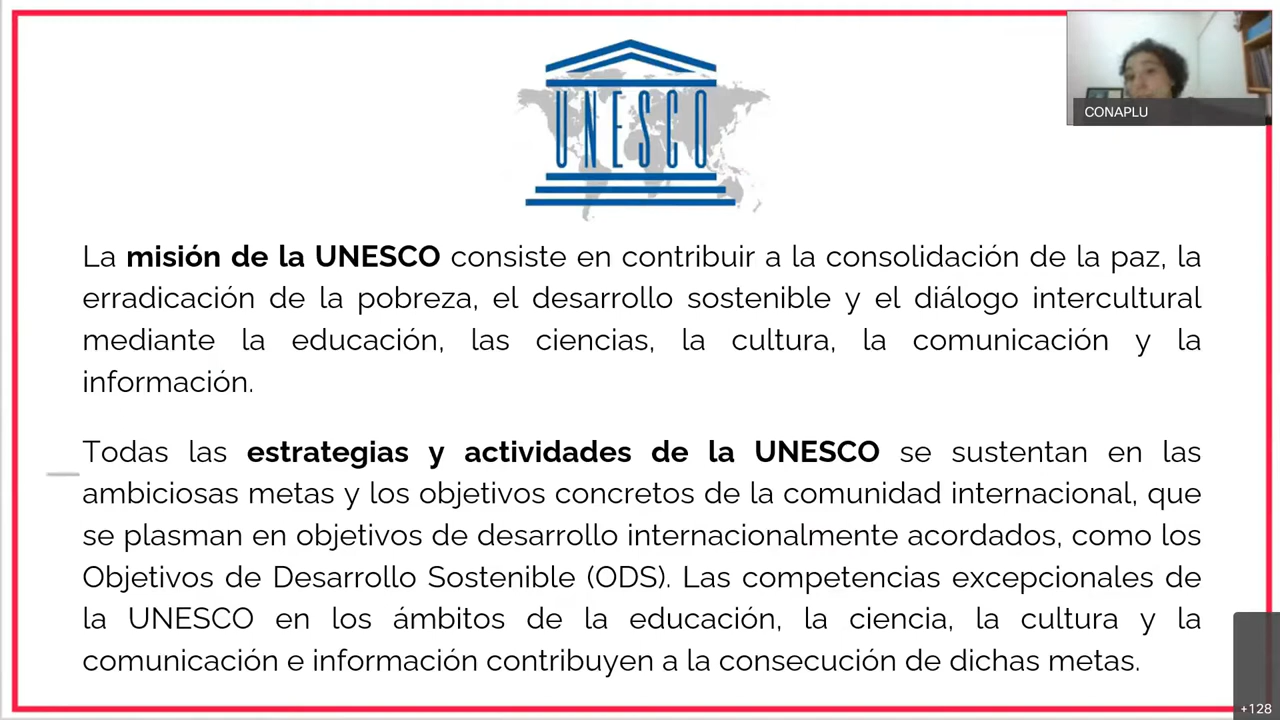 UNESCO
CONAPLU
La misión de la UNESCO consiste en contribuir a la consolidación de la paz, la
erradicación de la pobreza, el desarrollo sostenible y el diálogo intercultural
mediante la educación, las ciencias, la cultura, la comunicación y la
información.
Todas las estrategias y actividades de la UNESCO se sustentan en las
ambiciosas metas y los objetivos concretos de la comunidad internacional, que
se plasman en objetivos de desarrollo internacionalmente acordados, como los
Objetivos de Desarrollo Sostenible (ODS). Las competencias excepcionales de
la UNESCO en los ámbitos de la educación, la ciencia, la cultura y la
comunicación e información contribuyen a la consecución de dichas metas.
+128